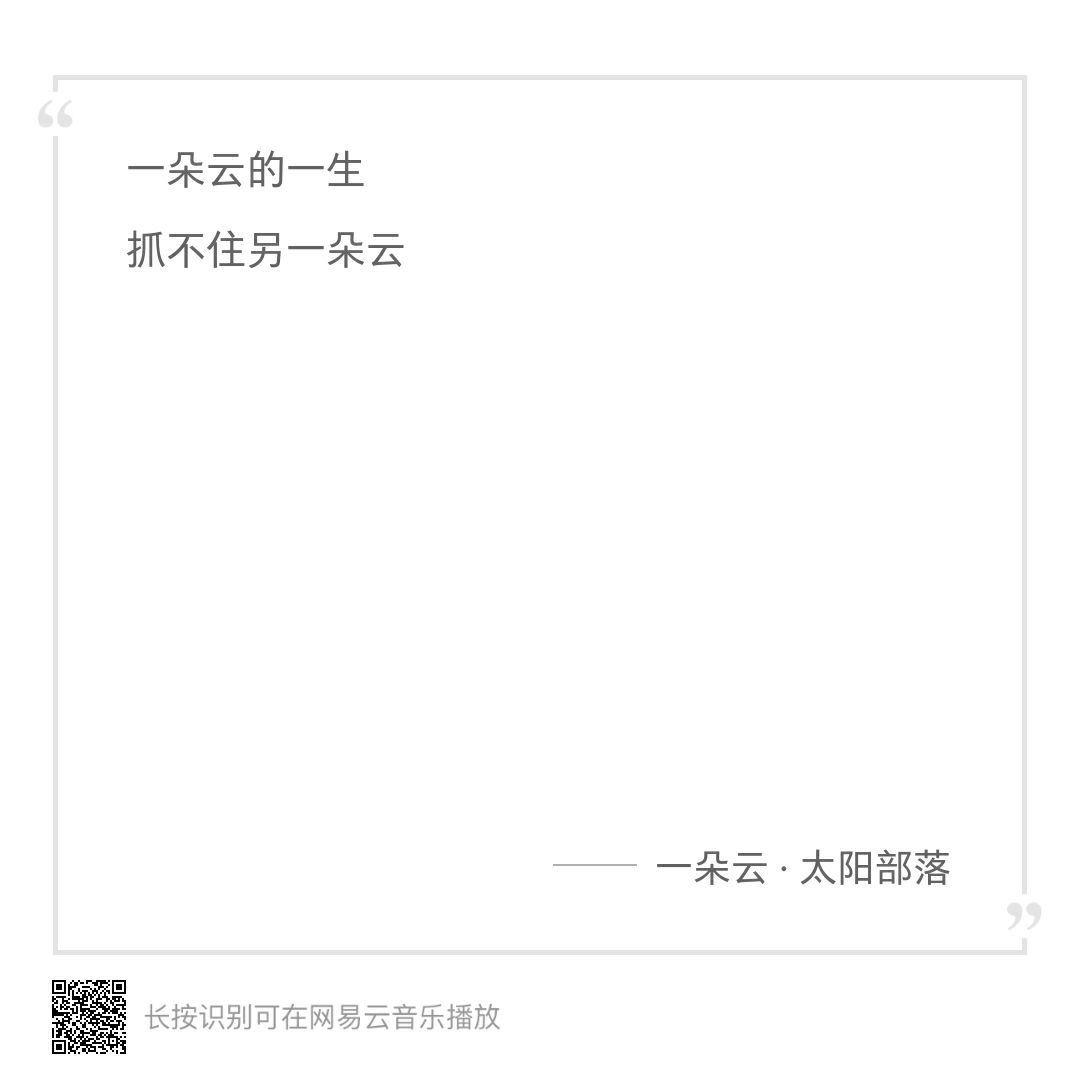 “
一朵云的一生
抓不住另一朵云
—— 一朵云 · 太阳部落
”
长按识别可在网易云音乐播放